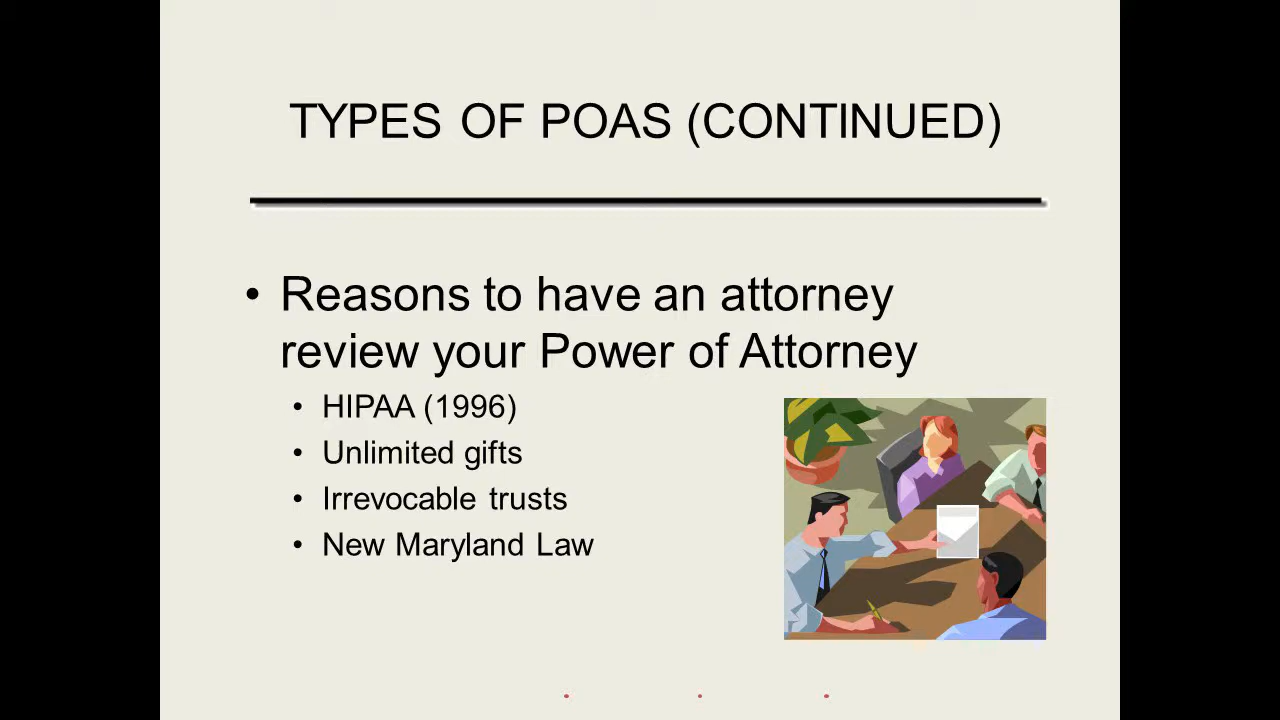 TYPES OF POAS (CONTINUED)
• Reasons to have an attorney
review your Power of Attorney
• HIPAA (1996)
• Unlimited gifts
• Irrevocable trusts
• New Maryland Law